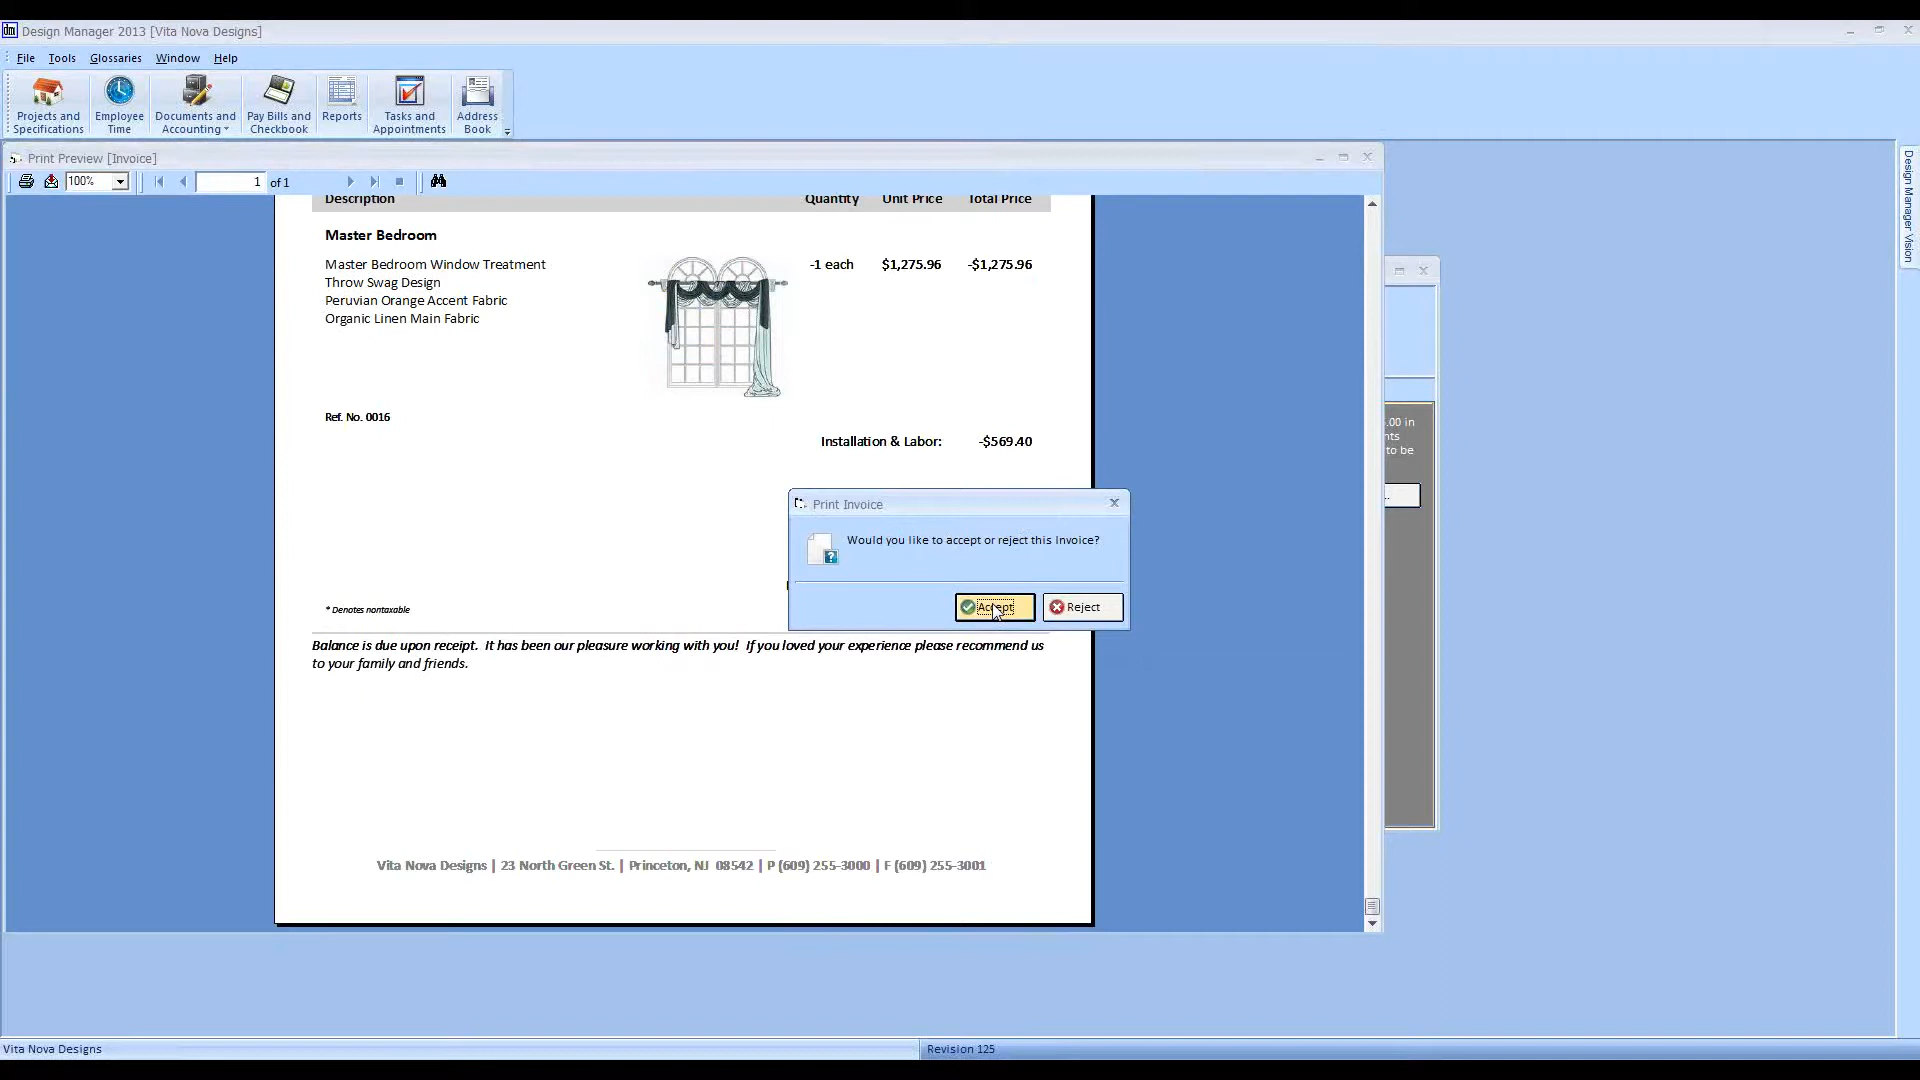 Design Manager 2013 [Vita Nova Designs]
File Tools Glossaries Window Help
Projects and
Specifications
Employee
Time
Documents and
Accounting
Pay Bills and
Checkbook
Reports
Tasks and
Appointments
Address
Book
Print Preview [Invoice]
100%
1 of 1
Design Manager Vision
Description Quantity Unit Price Total Price
Master Bedroom
Master Bedroom Window Treatment -1 each $1,275.96 -$1,275.96
Throw Swag Design
Peruvian Orange Accent Fabric
Organic Linen Main Fabric
Ref. No. 0016
Installation & Labor: -$569.40
.00 in
nts
to be
...
Print Invoice
Would you like to accept or reject this Invoice?
Accept Reject
* Denotes nontaxable
Balance is due upon receipt. It has been our pleasure working with you! If you loved your experience please recommend us
to your family and friends.
Vita Nova Designs | 23 North Green St. | Princeton, NJ 08542 | P (609) 255-3000 | F (609) 255-3001
Vita Nova Designs Revision 125